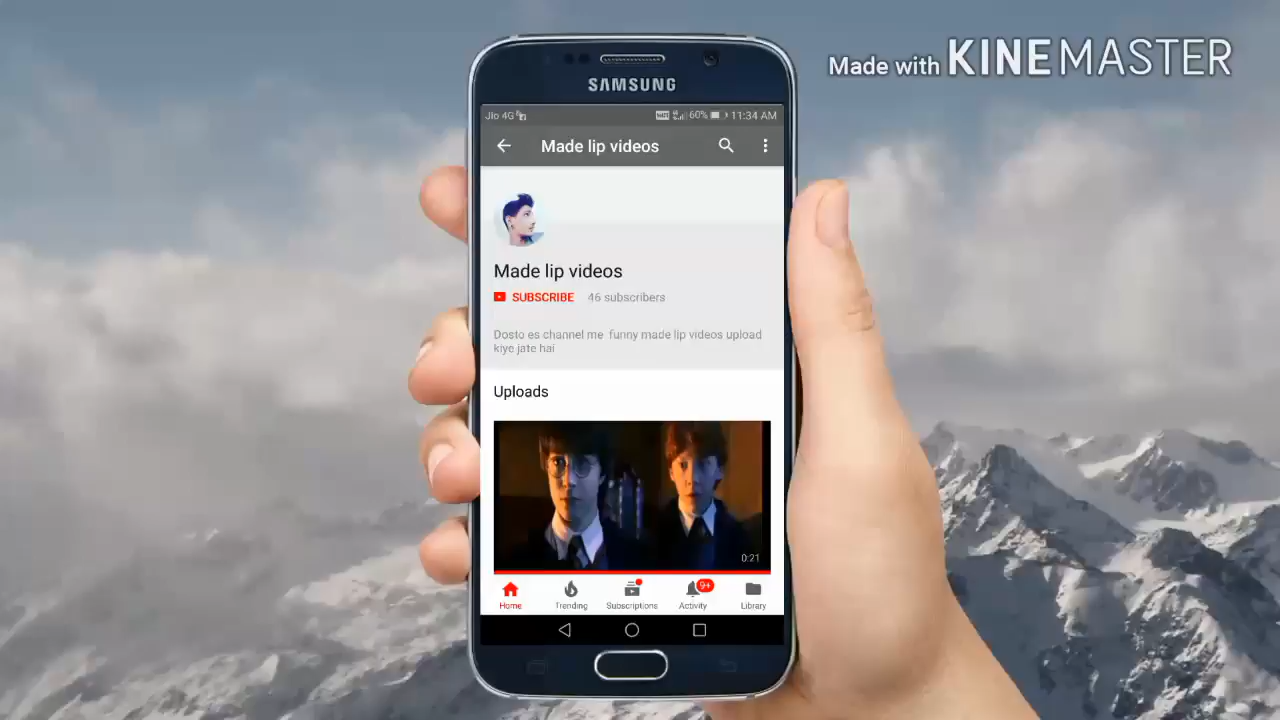 Made with KINEMASTER
SAMSUNG
Jio 4G 60% 11:34 AM
Made lip videos
Made lip videos
SUBSCRIBE 46 subscribers
Dosto es channel me funny made lip videos upload
kiye jate hai
Uploads
0:21
9+
Home Trending Subscriptions Activity Library